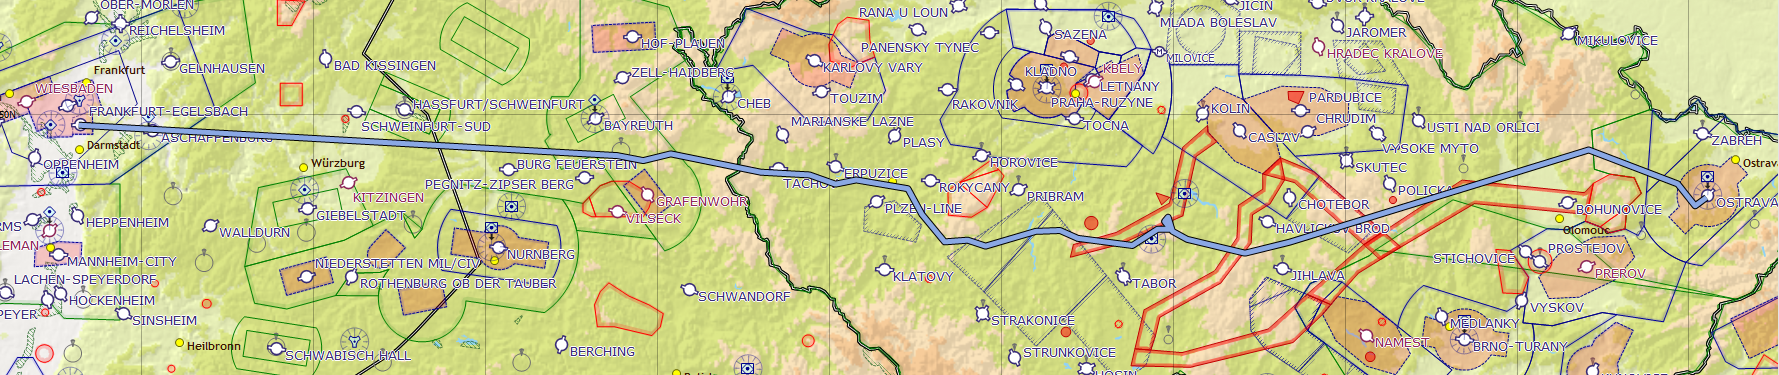 OBER-MORLEN
REICHELSHEIM
GELNHAUSEN
BAD KISSINGEN
HOF-PLAUEN
ZELL-HAIDBERG
CHEB
KARLOVY VARY
TOUZIM
RANA U LOUN
PANENSKY TYNEC
SAZENA
MLADA BOLESLAV
JICIN
DVUR KRALOVE
JAROMER
HRADEC KRALOVE
MIKULOVICE
MILOVICE
Frankfurt
WIESBADEN
FRANKFURT-EGELSBACH
ASCHAFFENBURG
HASSFURT/SCHWEINFURT
SCHWEINFURT-SUD
BAYREUTH
MARIANSKE LAZNE
PLASY
RAKOVNIK
KLADNO
KBELY
LETNANY
PRAHA-RUZYNE
TOCNA
KOLIN
CASLAV
PARDUBICE
CHRUDIM
USTI NAD ORLICI
VYSOKE MYTO
SKUTEC
ZABREH
Ostrava
Darmstadt
OPPENHEIM
Würzburg
KITZINGEN
GIEBELSTADT
BURG FEUERSTEIN
PEGNITZ-ZIPSER BERG
GRAFENWOHR
VILSECK
TACHO
ERPUZICE
HOROVICE
ROKYCANY
PRIBRAM
PLZEN-LINE
CHOTEBOR
POLICKA
HAVLICKUV BROD
BOHUNOVICE
Olomouc
OSTRAVA
HEPPENHEIM
WALLDURN
MANNHEIM-CITY
NURNBERG
NIEDERSTETTEN MIL/CIV
ROTHENBURG OB DER TAUBER
LACHEN-SPEYERDORF
HOCKENHEIM
SINSHEIM
SCHWANDORF
KLATOVY
TABOR
JIHLAVA
STICHOVICE
PROSTEJOV
PREROV
VYSKOV
STRAKONICE
STRUNKOVICE
HOSIN
MEDLANKY
BRNO-TURANY
NAMEST
Heilbronn
SCHWABISCH HALL
BERCHING